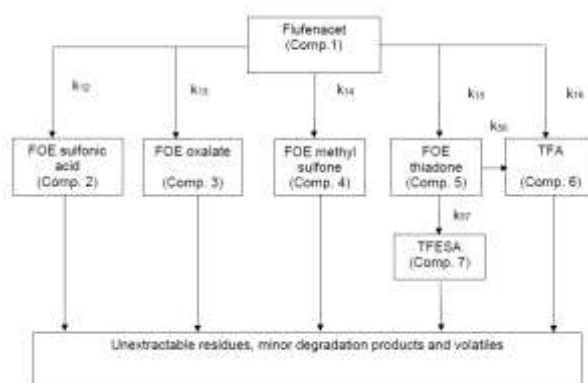 Flufenacet
(Comp.1)
k12
k13
k14
k15
k16
k56
FOE sulfonic
acid
(Comp. 2)
FOE oxalate
(Comp. 3)
FOE methyl
sulfone
(Comp. 4)
FOE
thiadone
(Comp. 5)
TFA
(Comp. 6)
k57
TFESA
(Comp. 7)
Unextractable residues, minor degradation products and volatiles